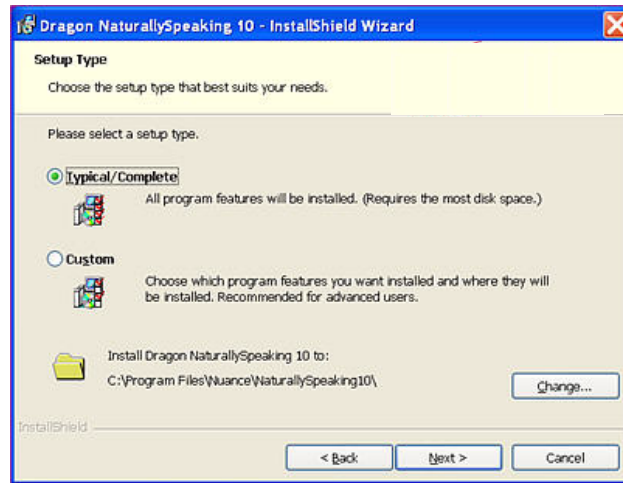 Dragon NaturallySpeaking 10 - InstallShield Wizard
Setup Type
Choose the setup type that best suits your needs.
Please select a setup type.
Typical/Complete
All program features will be installed. (Requires the most disk space.)
Custom
Choose which program features you want installed and where they will
be installed. Recommended for advanced users.
Install Dragon NaturallySpeaking 10 to:
C:\Program Files\Nuance\NaturallySpeaking10\
Change...
InstallShield
< Back
Next >
Cancel